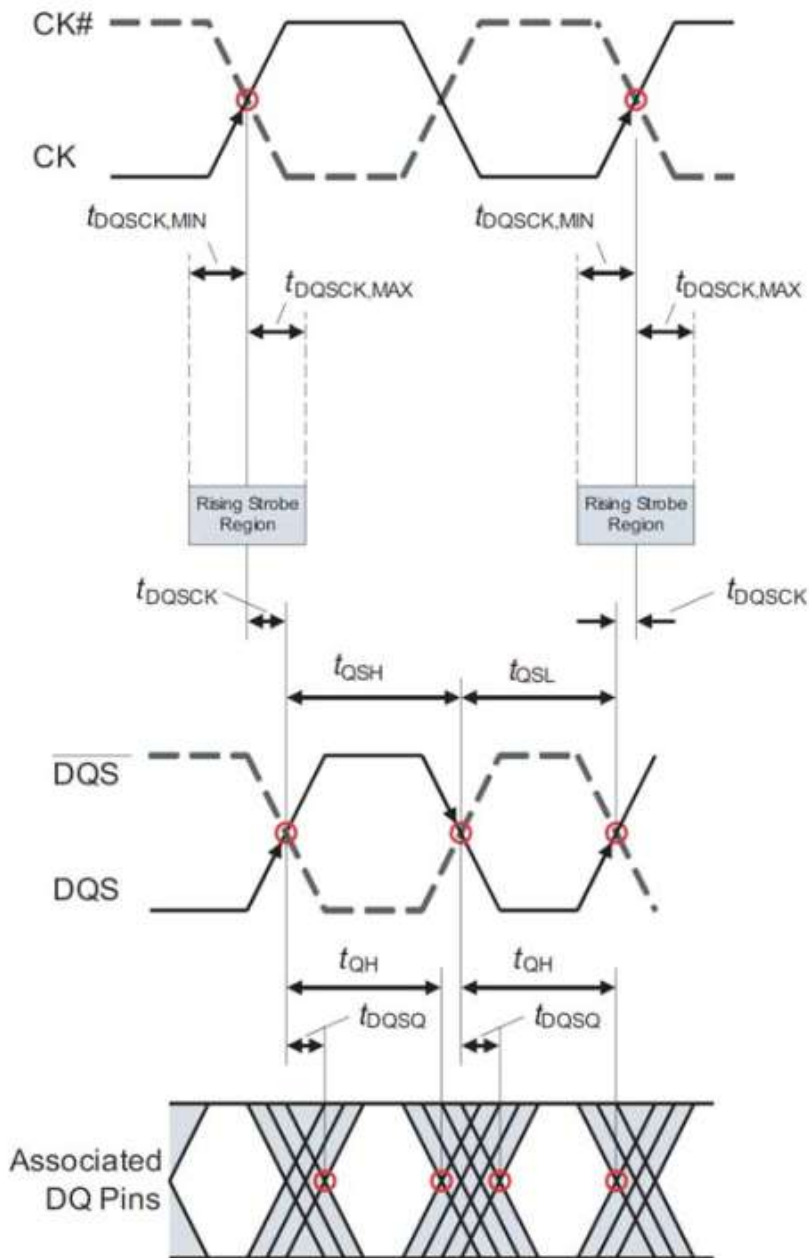 CK#
CK
tDQSCK,MIN
tDQSCK,MIN
tDQSCK,MAX
tDQSCK,MAX
Rising Strobe
Region
Rising Strobe
Region
tDQSCK
tDQSCK
tQSH
tQSL
DQS
DQS
tQH
tQH
tDQSQ
tDQSQ
Associated
DQ Pins